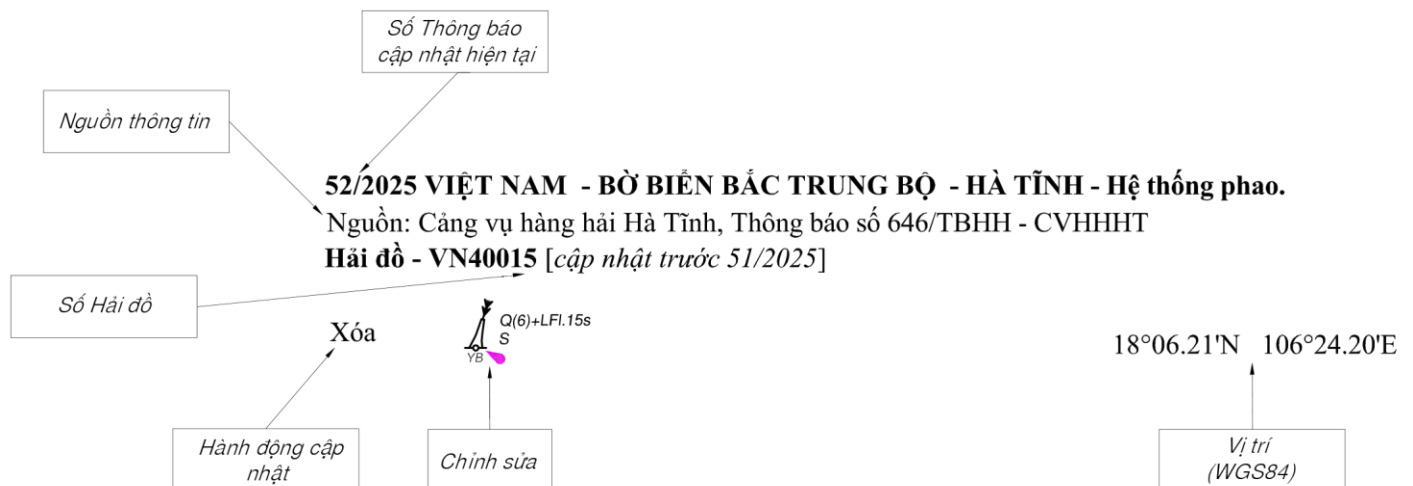 Số Thông báo
cập nhật hiện tại
Nguồn thông tin
52/2025 VIỆT NAM - BỜ BIỂN BẮC TRUNG BỘ - HÀ TĨNH - Hệ thống phao.
Nguồn: Cảng vụ hàng hải Hà Tĩnh, Thông báo số 646/TBHH - CVHHHT
Hải đồ - VN40015 [cập nhật trước 51/2025]
Số Hải đồ
Xóa
Q(6)+LFl.15s
S
YB
18°06.21'N 106°24.20'E
Hành động cập
nhật
Chỉnh sửa
Vị trí
(WGS84)